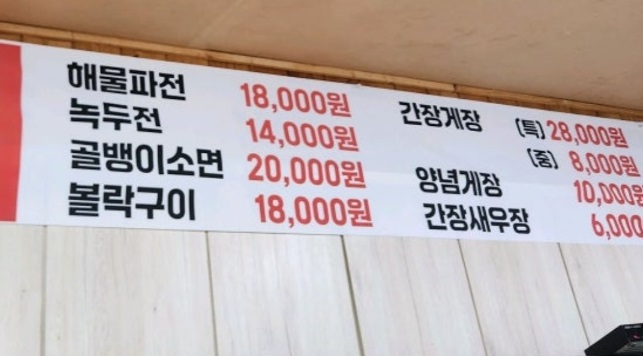 해물파전 18,000원
녹두전 14,000원
골뱅이소면 20,000원
볼락구이 18,000원
간장게장 (특) 28,000원
(중) 8,000원
양념게장 10,000원
간장새우장 6,000